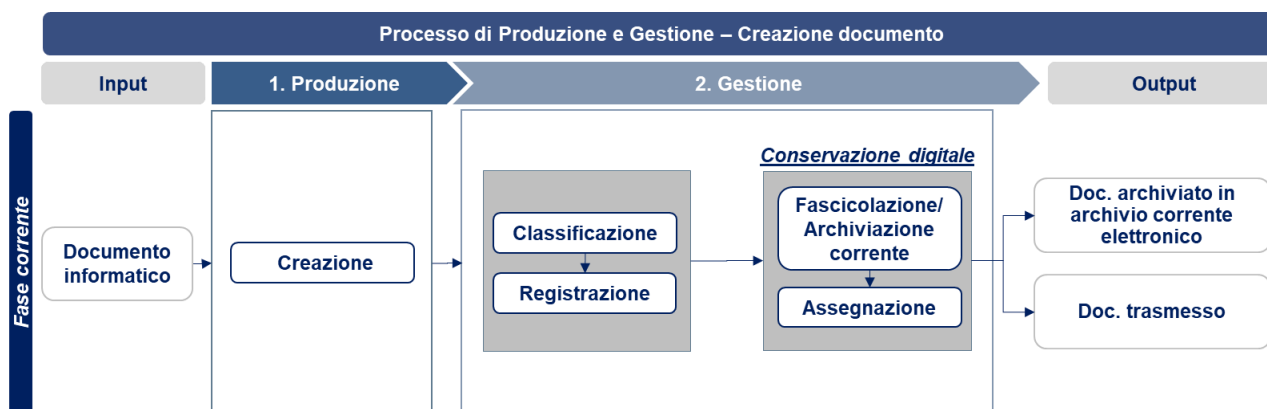 Processo di Produzione e Gestione – Creazione documento
Input
1. Produzione
2. Gestione
Output
Fase corrente
Documento
informatico
Creazione
Classificazione
Registrazione
Conservazione digitale
Fascicolazione/
Archiviazione
corrente
Assegnazione
Doc. archiviato in
archivio corrente
elettronico
Doc. trasmesso